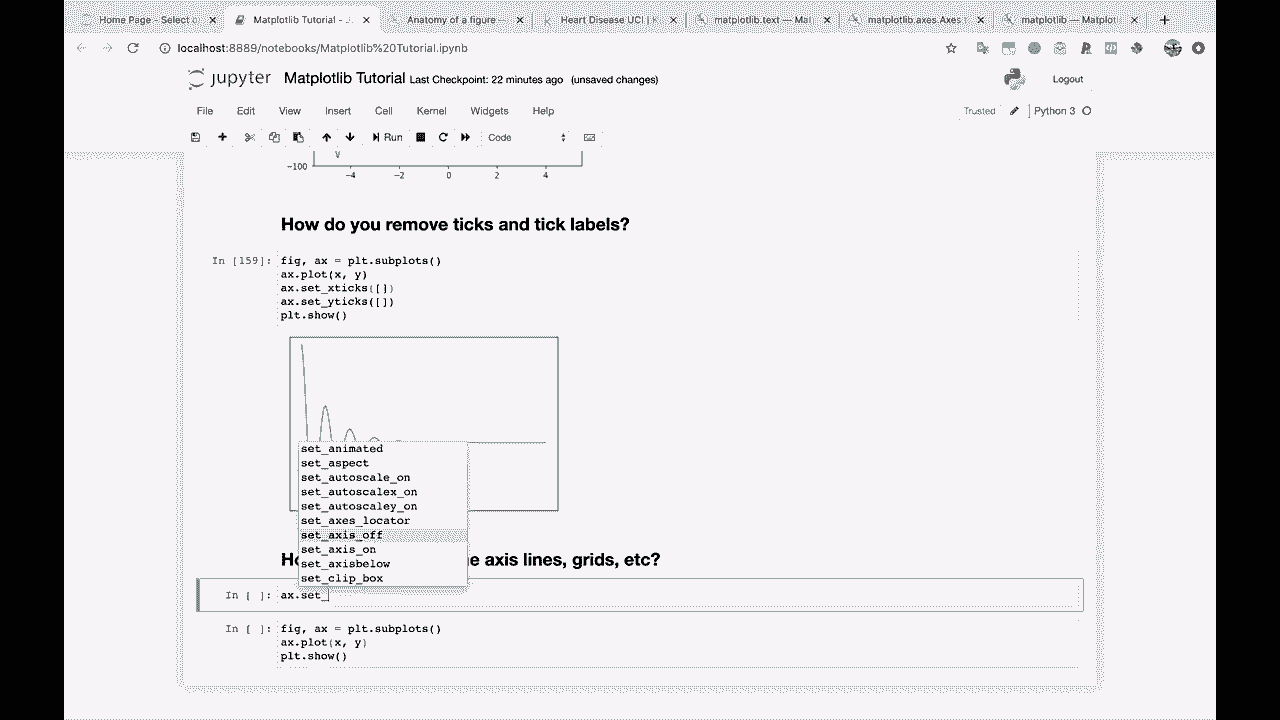 Home Page - Select o
Matplotlib Tutorial - J
Anatomy of a figure
Heart Disease UCI | K
matplotlib.text — Mat
matplotlib.axes.Axes
matplotlib — Matplot
localhost:8889/notebooks/Matplotlib%20Tutorial.ipynb
jupyter Matplotlib Tutorial Last Checkpoint: 22 minutes ago (unsaved changes)
Logout
File Edit View Insert Cell Kernel Widgets Help
Trusted
Python 3
Run
Code
-100
-4 -2 0 2 4
How do you remove ticks and tick labels?
In [159]: fig, ax = plt.subplots()
ax.plot(x, y)
ax.set_xticks([])
ax.set_yticks([])
plt.show()
set_animated
set_aspect
set_autoscale_on
set_autoscalex_on
set_autoscaley_on
set_axes_locator
set_axis_off
set_axis_on
set_axisbelow
set_clip_box
axis lines, grids, etc?
In [ ]: ax.set_
In [ ]: fig, ax = plt.subplots()
ax.plot(x, y)
plt.show()